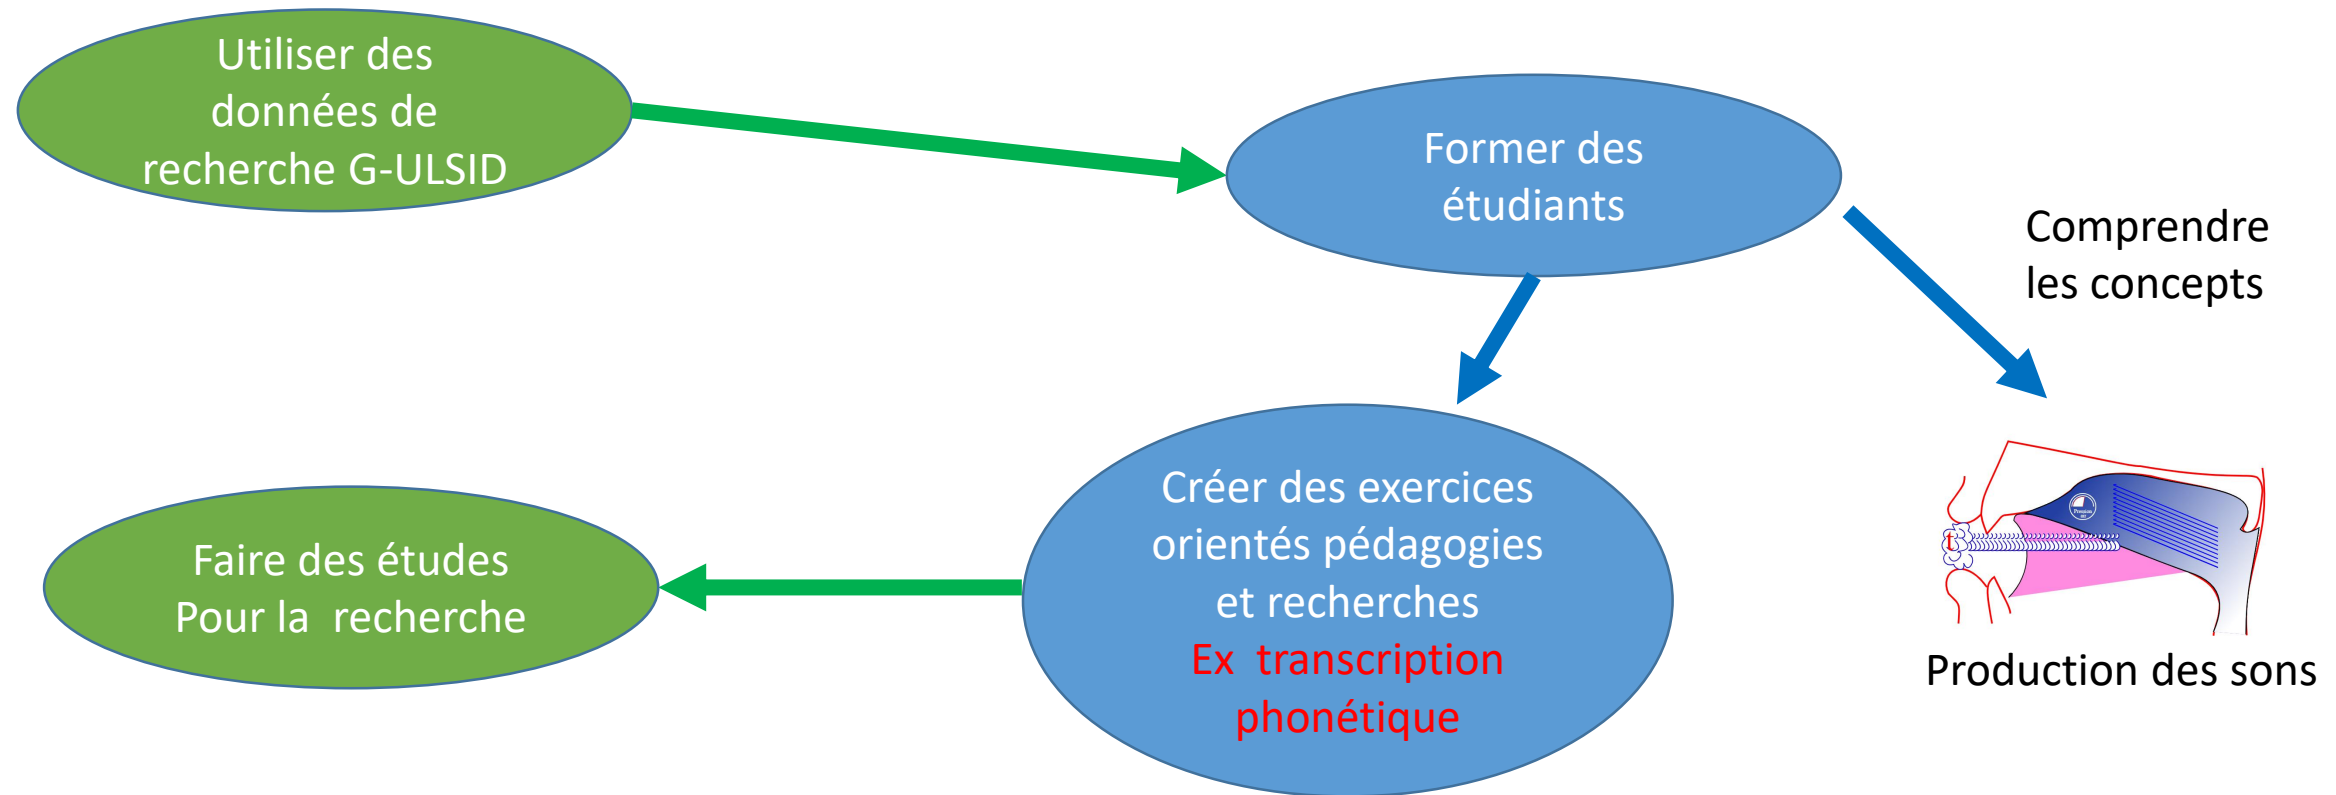 Utiliser des
données de
recherche G-ULSID
Former des
étudiants
Comprendre
les concepts
Créer des exercices
orientés pédagogies
et recherches
Ex  transcription
phonétique
Faire des études
Pour la  recherche
t
Production des sons